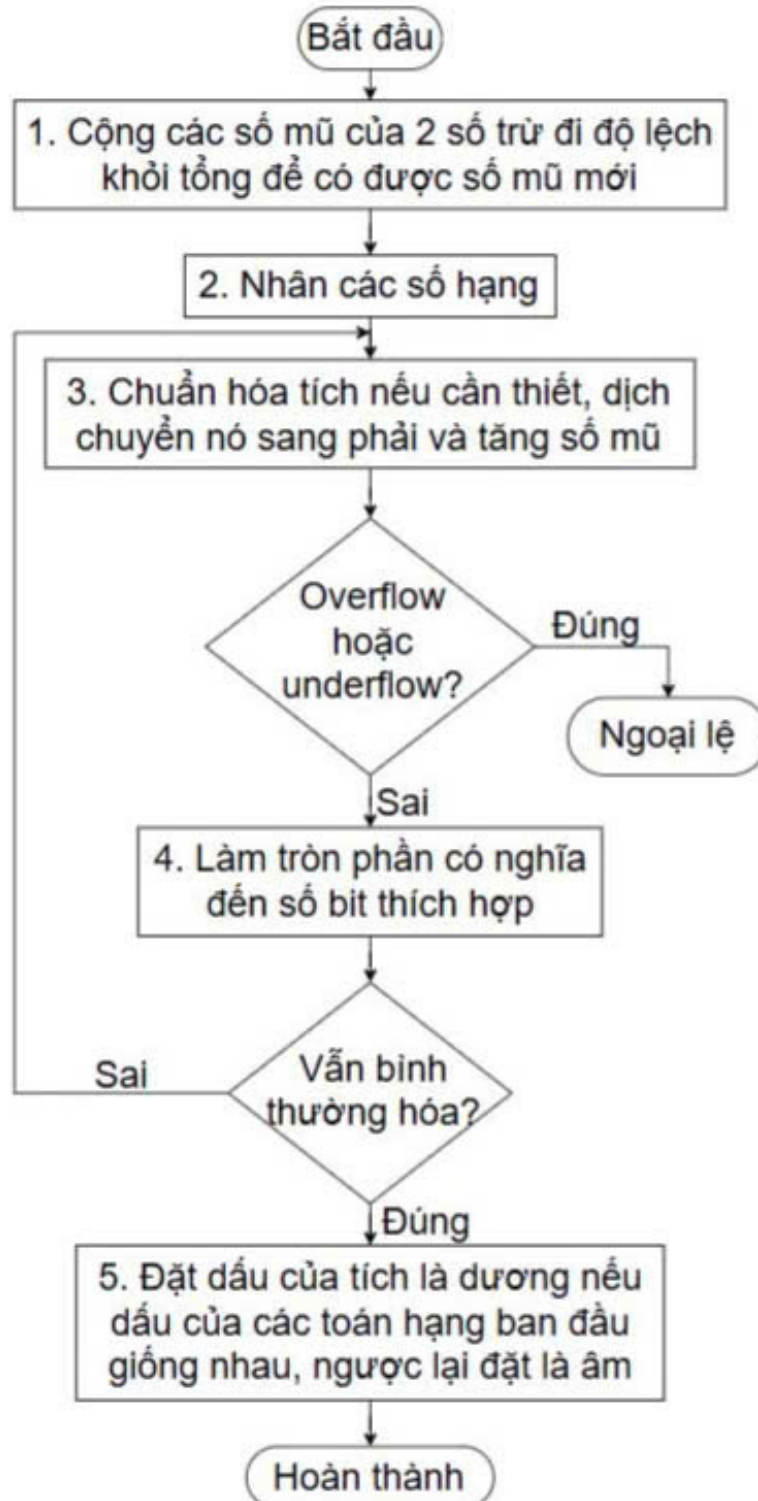 Bắt đầu
1. Cộng các số mũ của 2 số trừ đi độ lệch
khỏi tổng để có được số mũ mới
2. Nhân các số hạng
3. Chuẩn hóa tích nếu cần thiết, dịch
chuyển nó sang phải và tăng số mũ
Overflow
hoặc
underflow?
Đúng
Ngoại lệ
Sai
4. Làm tròn phần có nghĩa
đến số bit thích hợp
Vẫn bình
thường hóa?
Sai
Đúng
5. Đặt dấu của tích là dương nếu
dấu của các toán hạng ban đầu
giống nhau, ngược lại đặt là âm
Hoàn thành